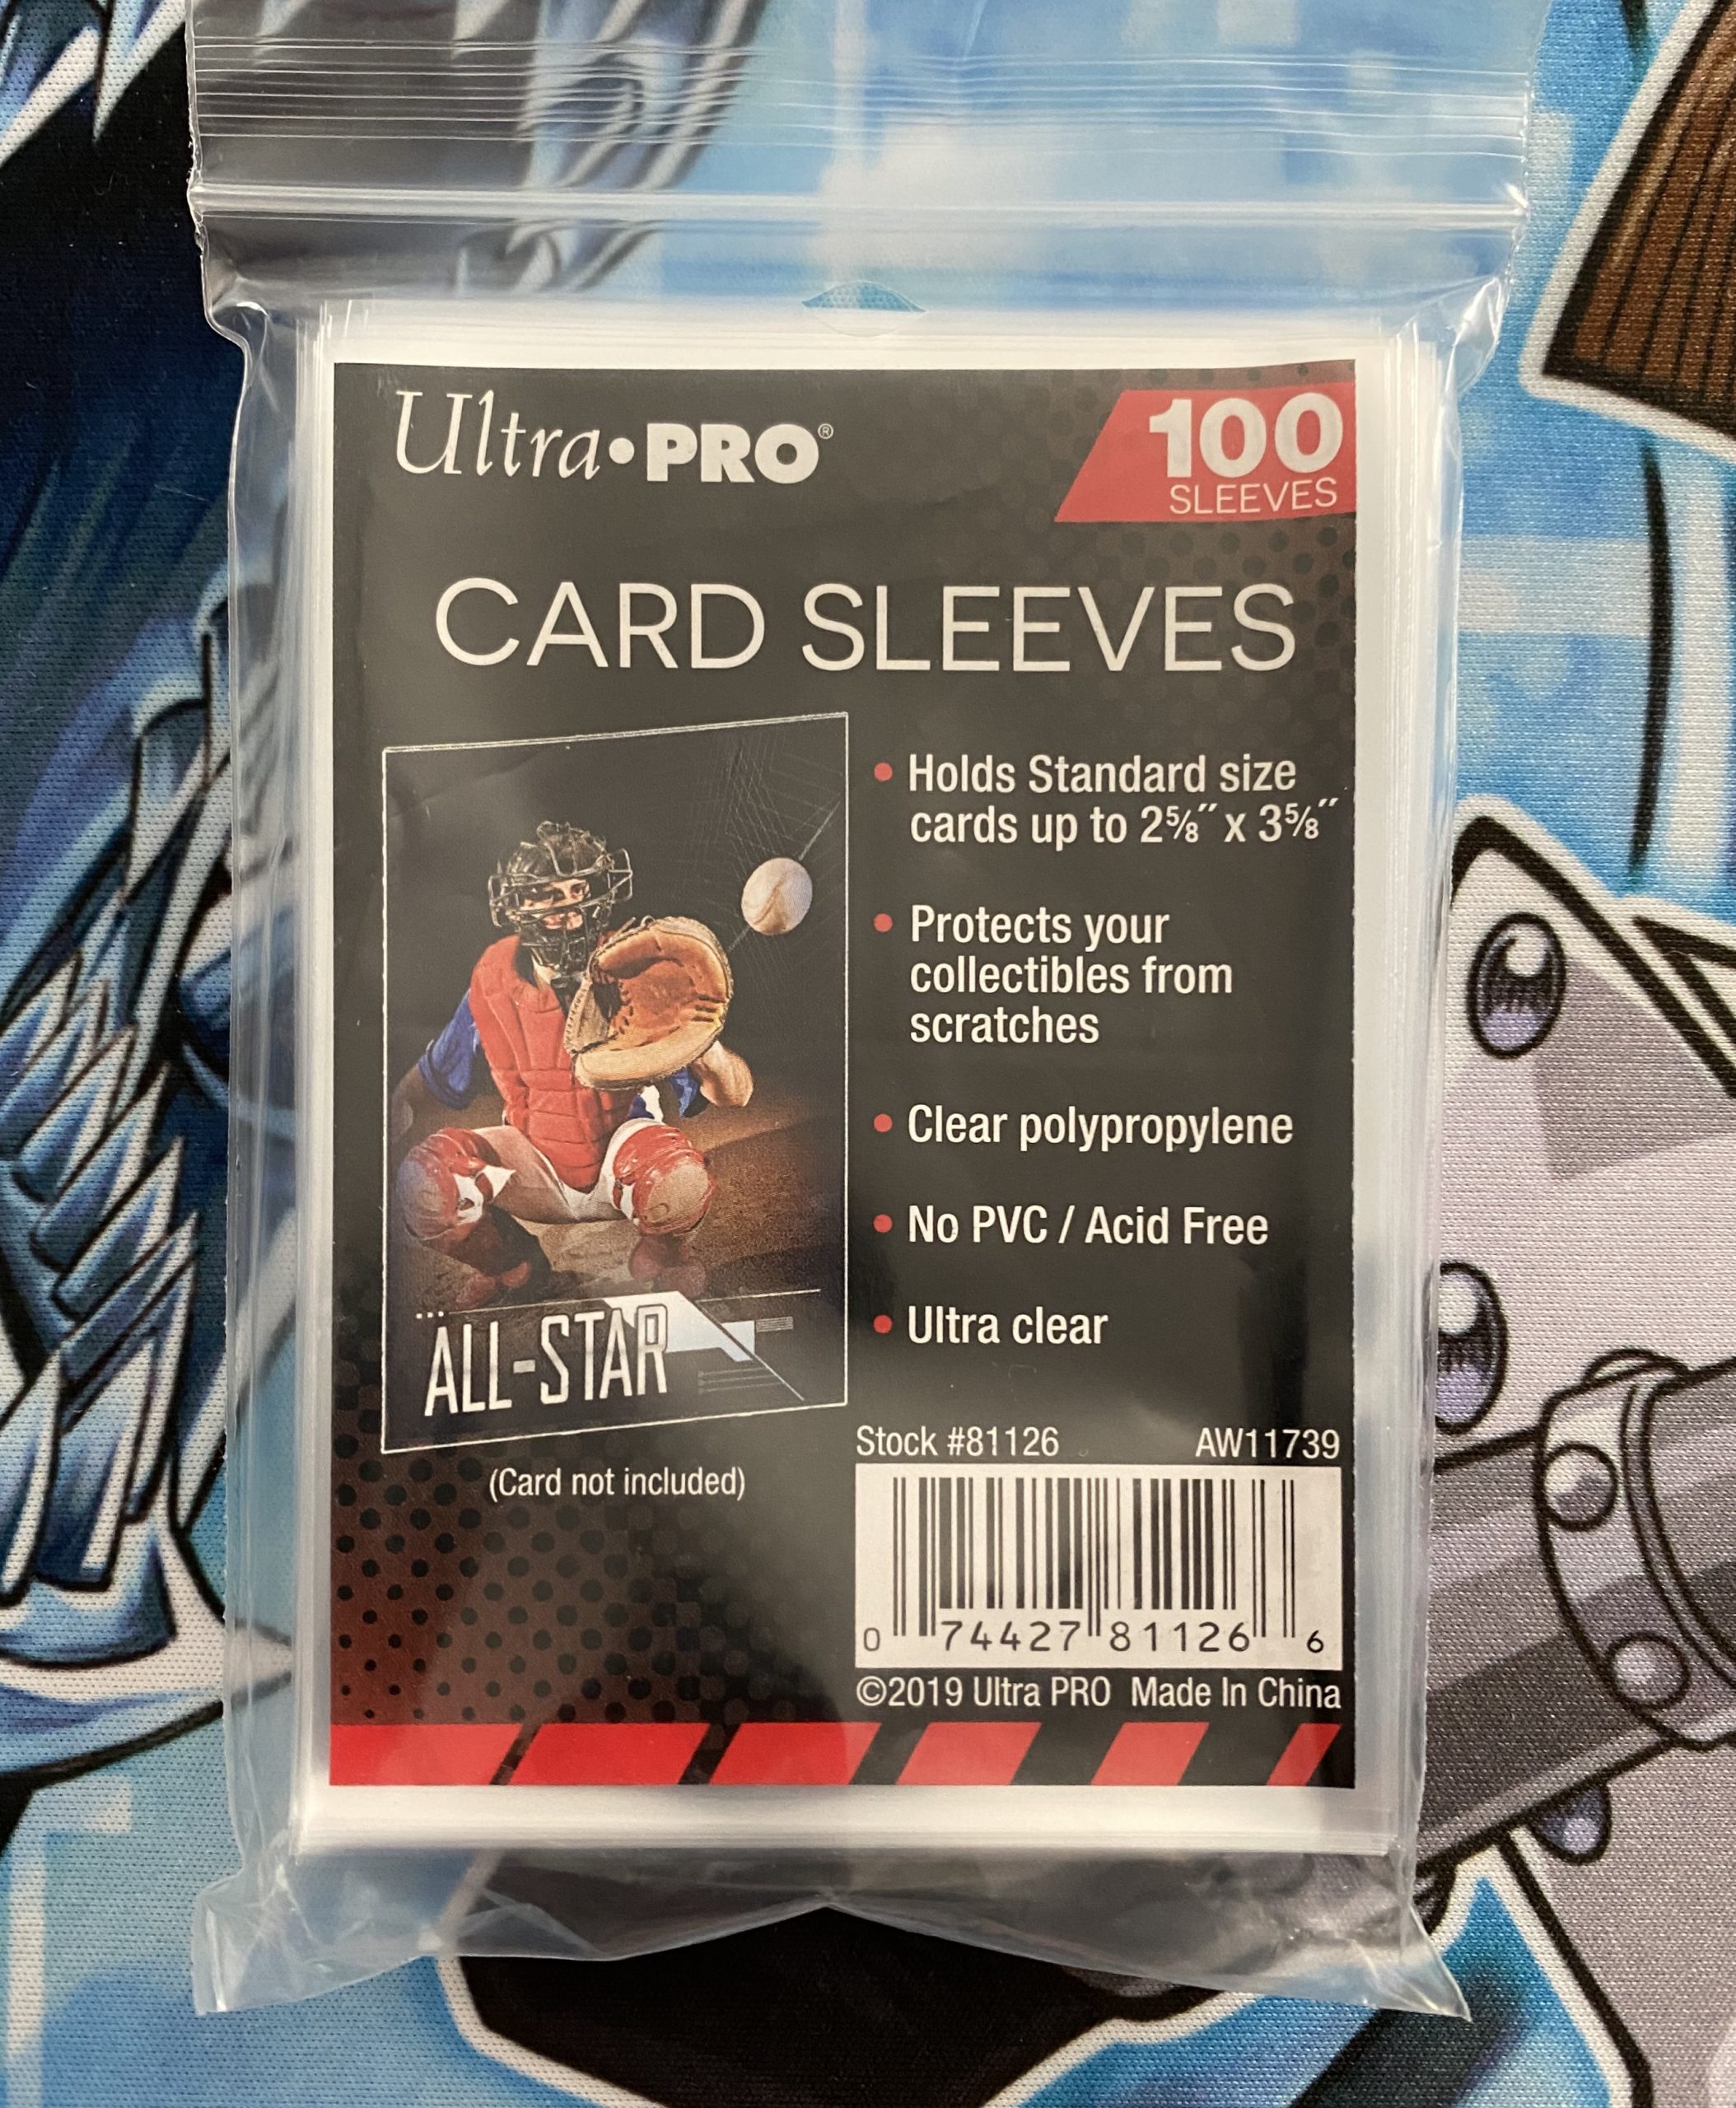 Ultra•PRO®
100
SLEEVES
CARD SLEEVES
• Holds Standard size
cards up to 2⅝″ x 3⅝″
• Protects your
collectibles from
scratches
• Clear polypropylene
• No PVC / Acid Free
• Ultra clear
ALL-STAR
(Card not included)
Stock #81126 AW11739
0 74427 81126 6
©2019 Ultra PRO Made In China